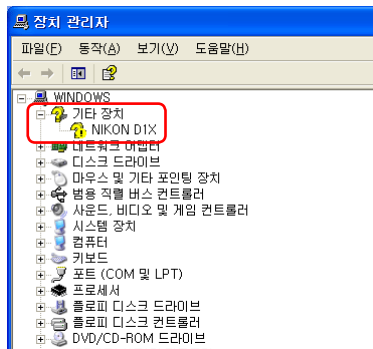 장치 관리자
파일(F) 동작(A) 보기(V) 도움말(H)
WINDOWS
기타 장치
NIKON D1X
네트워크 어댑터
디스크 드라이브
마우스 및 기타 포인팅 장치
범용 직렬 버스 컨트롤러
사운드, 비디오 및 게임 컨트롤러
시스템 장치
컴퓨터
키보드
포트 (COM 및 LPT)
프로세서
플로피 디스크 드라이브
플로피 디스크 컨트롤러
DVD/CD-ROM 드라이브